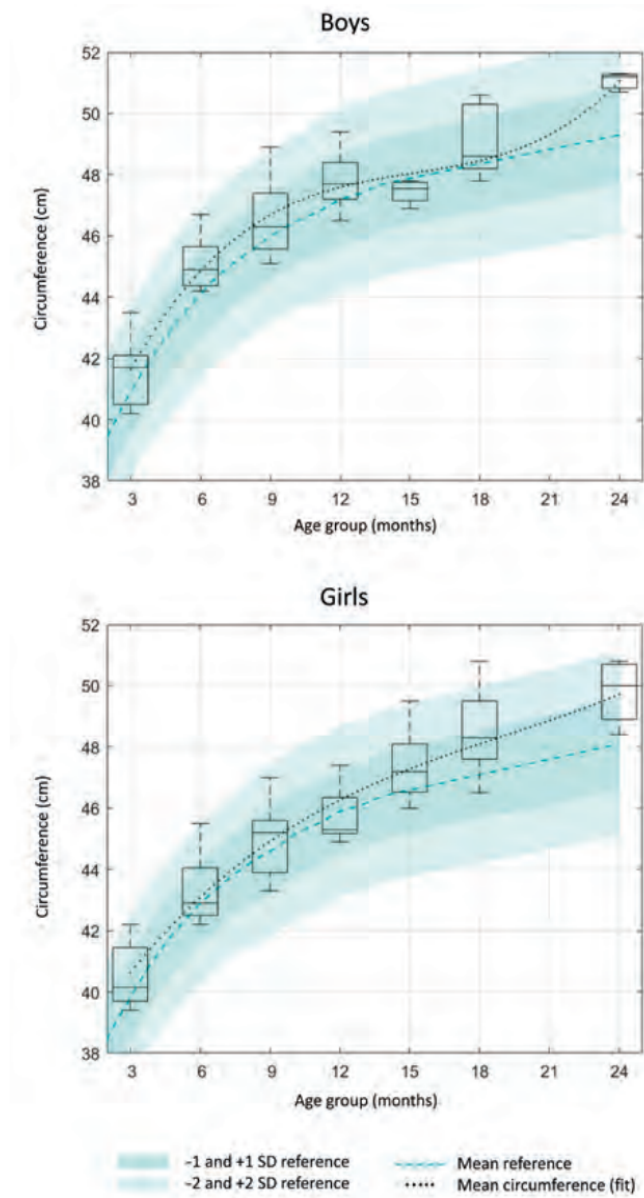 Boys
52
50
48
46
44
42
40
38
Circumference (cm)
3 6 9 12 15 18 21 24
Age group (months)
Girls
52
50
48
46
44
42
40
38
Circumference (cm)
3 6 9 12 15 18 21 24
Age group (months)
–1 and +1 SD reference
–2 and +2 SD reference
Mean reference
Mean circumference (fit)